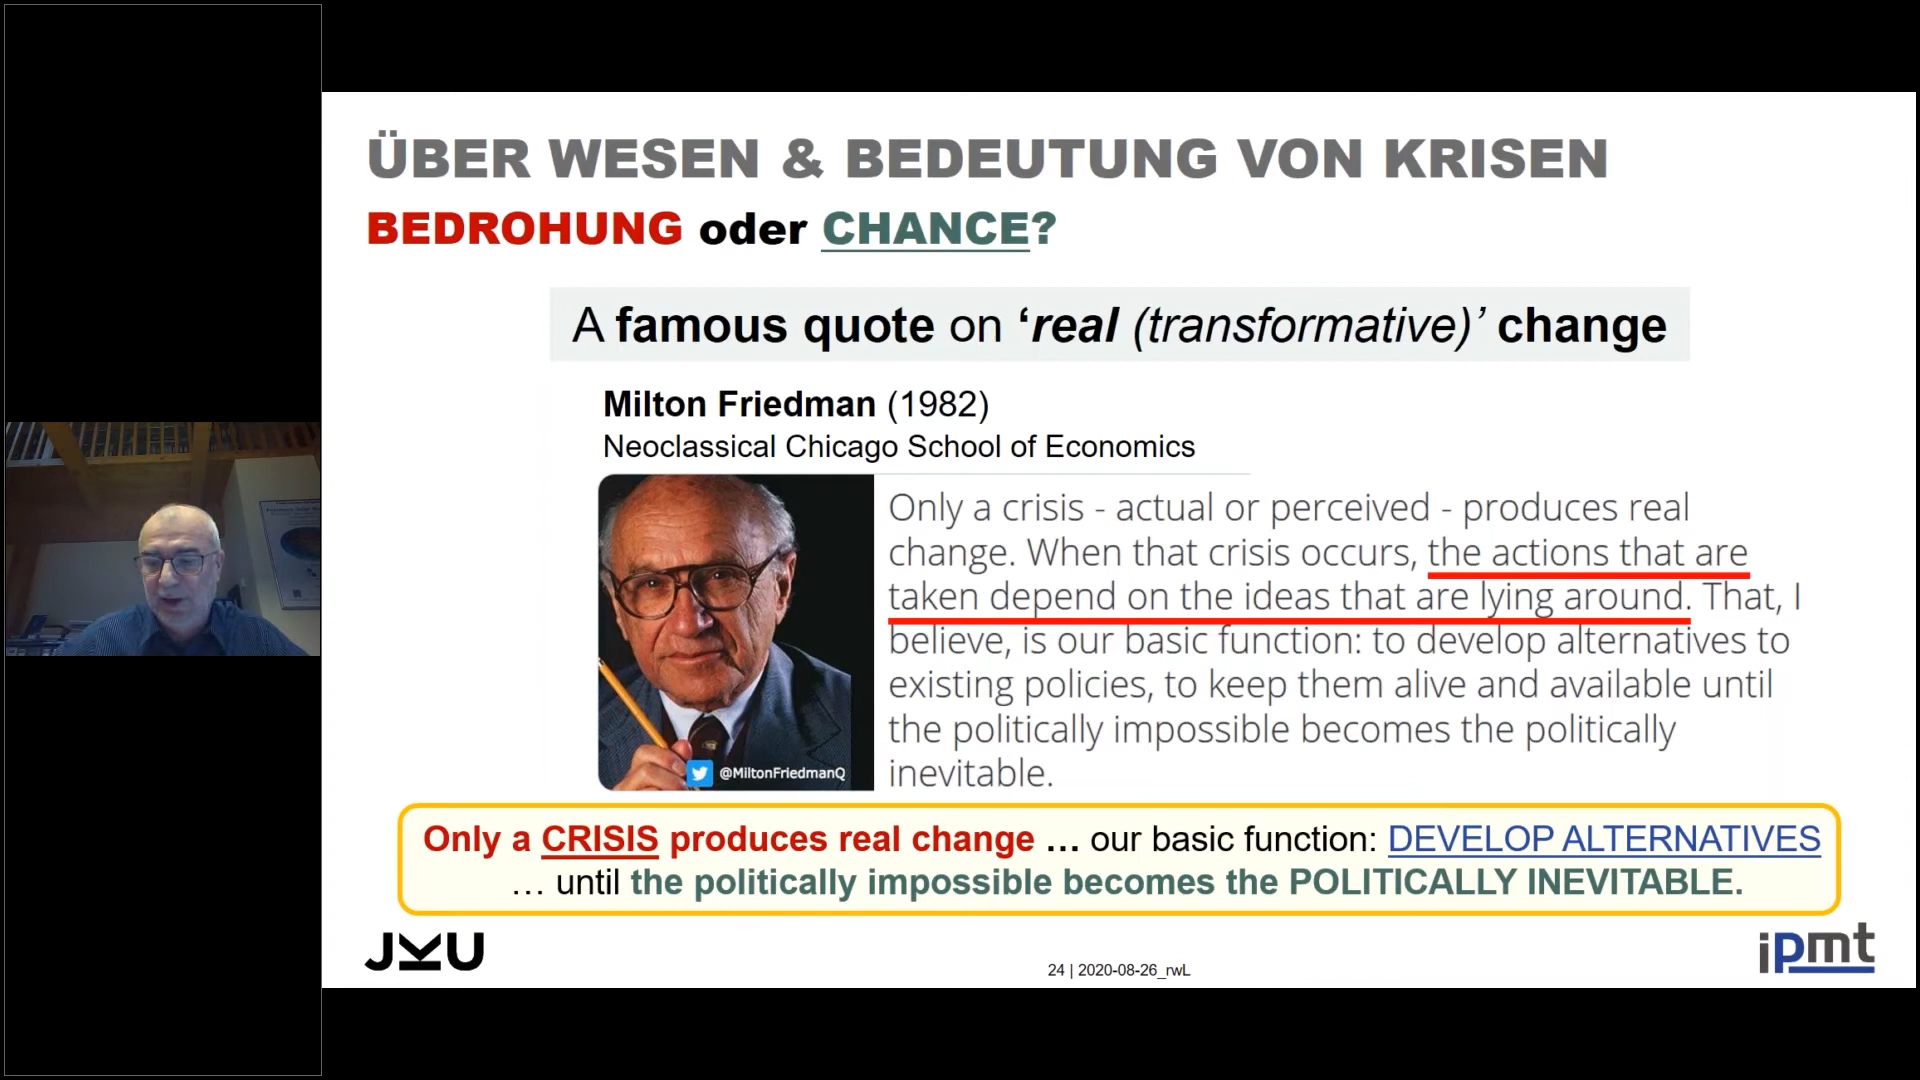 ÜBER WESEN & BEDEUTUNG VON KRISEN
BEDROHUNG oder CHANCE?
A famous quote on ‘real (transformative)’ change
Milton Friedman (1982)
Neoclassical Chicago School of Economics
Only a crisis - actual or perceived - produces real
change. When that crisis occurs, the actions that are
taken depend on the ideas that are lying around. That, I
believe, is our basic function: to develop alternatives to
existing policies, to keep them alive and available until
the politically impossible becomes the politically
inevitable.
@MiltonFriedmanQ
Only a CRISIS produces real change … our basic function: DEVELOP ALTERNATIVES
… until the politically impossible becomes the POLITICALLY INEVITABLE.
JKU
24 | 2020-08-26_rwL
ipmt